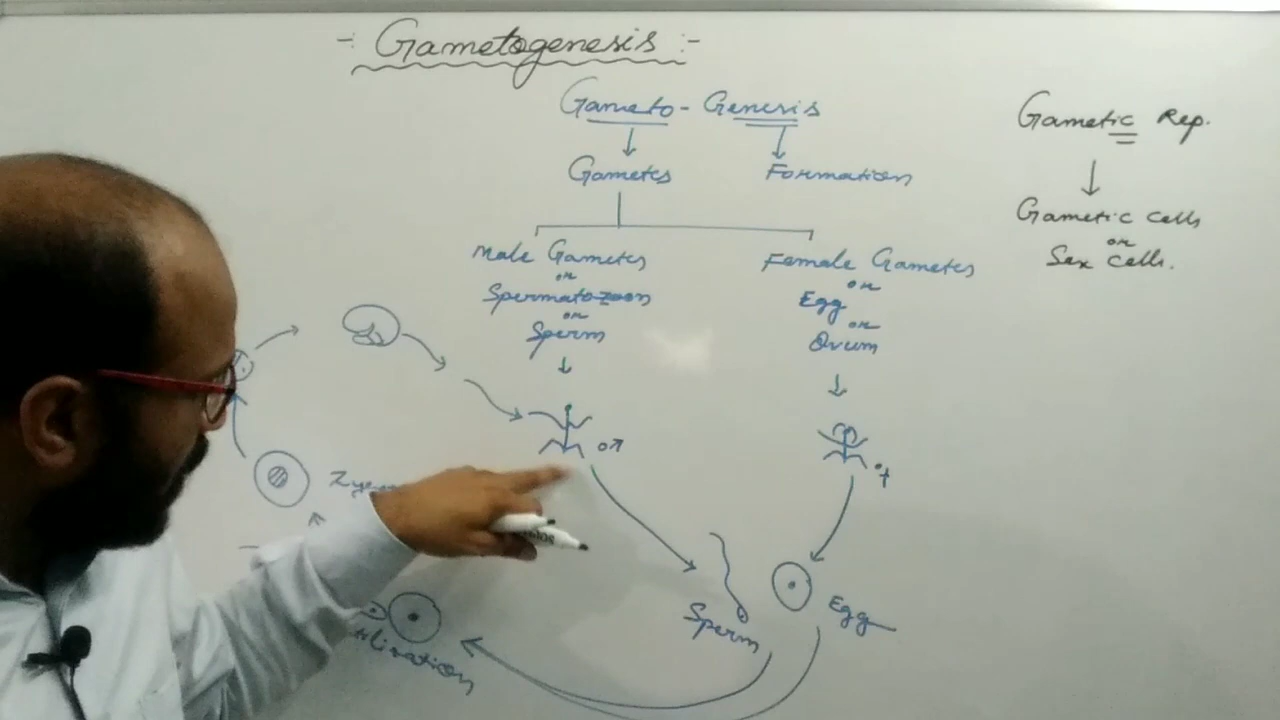 -: Gametogenesis :-
Gameto - Genesis
Gametes
Formation
Male Gametes
or
Spermatozoon
or
Sperm
♂
Female Gametes
or
Egg
or
Ovum
♀
Sperm
Egg
Gametic Rep.
Gametic cells
or
Sex cells.